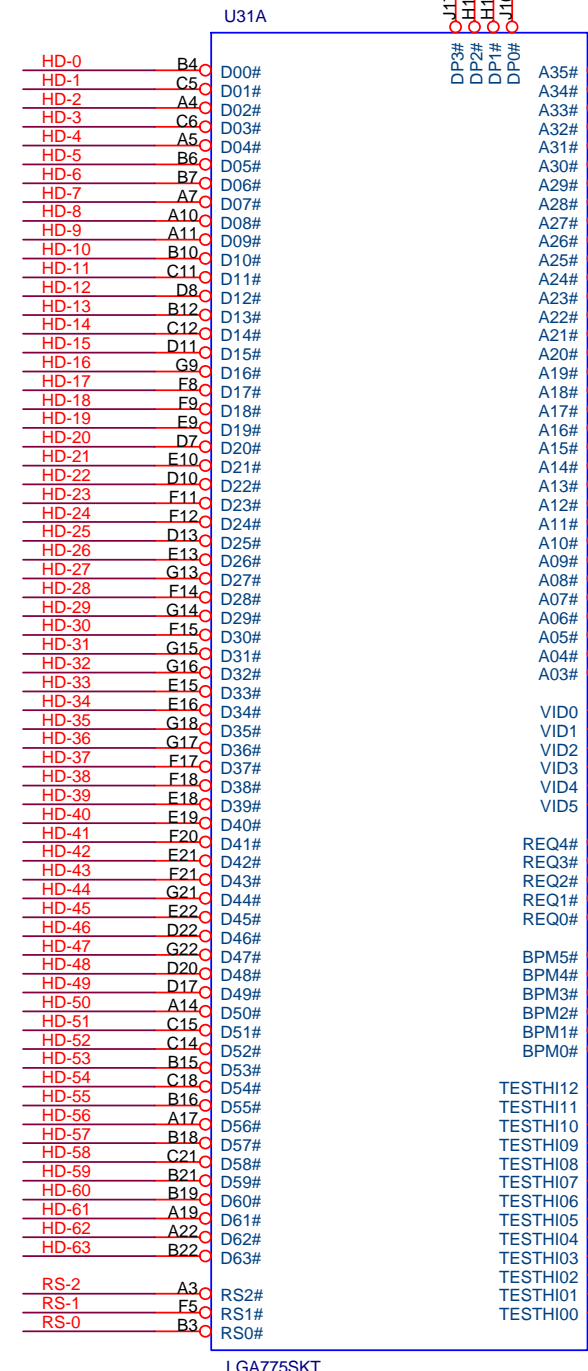 U31A
DP3#
DP2#
DP1#
DP0#
HD-0 B4 D00# A35#
HD-1 C5 D01# A34#
HD-2 A4 D02# A33#
HD-3 C6 D03# A32#
HD-4 A5 D04# A31#
HD-5 B6 D05# A30#
HD-6 B7 D06# A29#
HD-7 A7 D07# A28#
HD-8 A10 D08# A27#
HD-9 A11 D09# A26#
HD-10 B10 D10# A25#
HD-11 C11 D11# A24#
HD-12 D8 D12# A23#
HD-13 B12 D13# A22#
HD-14 C12 D14# A21#
HD-15 D11 D15# A20#
HD-16 G9 D16# A19#
HD-17 F8 D17# A18#
HD-18 F9 D18# A17#
HD-19 E9 D19# A16#
HD-20 D7 D20# A15#
HD-21 E10 D21# A14#
HD-22 D10 D22# A13#
HD-23 F11 D23# A12#
HD-24 F12 D24# A11#
HD-25 D13 D25# A10#
HD-26 E13 D26# A09#
HD-27 G13 D27# A08#
HD-28 F14 D28# A07#
HD-29 G14 D29# A06#
HD-30 F15 D30# A05#
HD-31 G15 D31# A04#
HD-32 G16 D32# A03#
HD-33 E15 D33#
HD-34 E16 D34# VID0
HD-35 G18 D35# VID1
HD-36 G17 D36# VID2
HD-37 F17 D37# VID3
HD-38 F18 D38# VID4
HD-39 E18 D39# VID5
HD-40 E19 D40#
HD-41 F20 D41# REQ4#
HD-42 E21 D42# REQ3#
HD-43 F21 D43# REQ2#
HD-44 G21 D44# REQ1#
HD-45 E22 D45# REQ0#
HD-46 D22 D46#
HD-47 G22 D47# BPM5#
HD-48 D20 D48# BPM4#
HD-49 D17 D49# BPM3#
HD-50 A14 D50# BPM2#
HD-51 C15 D51# BPM1#
HD-52 C14 D52# BPM0#
HD-53 B15 D53#
HD-54 C18 D54# TESTHI12
HD-55 B16 D55# TESTHI11
HD-56 A17 D56# TESTHI10
HD-57 B18 D57# TESTHI09
HD-58 C21 D58# TESTHI08
HD-59 B21 D59# TESTHI07
HD-60 B19 D60# TESTHI06
HD-61 A19 D61# TESTHI05
HD-62 A22 D62# TESTHI04
HD-63 B22 D63# TESTHI03
TESTHI02
RS-2 A3 RS2# TESTHI01
RS-1 F5 RS1# TESTHI00
RS-0 B3 RS0#
LGA775SKT